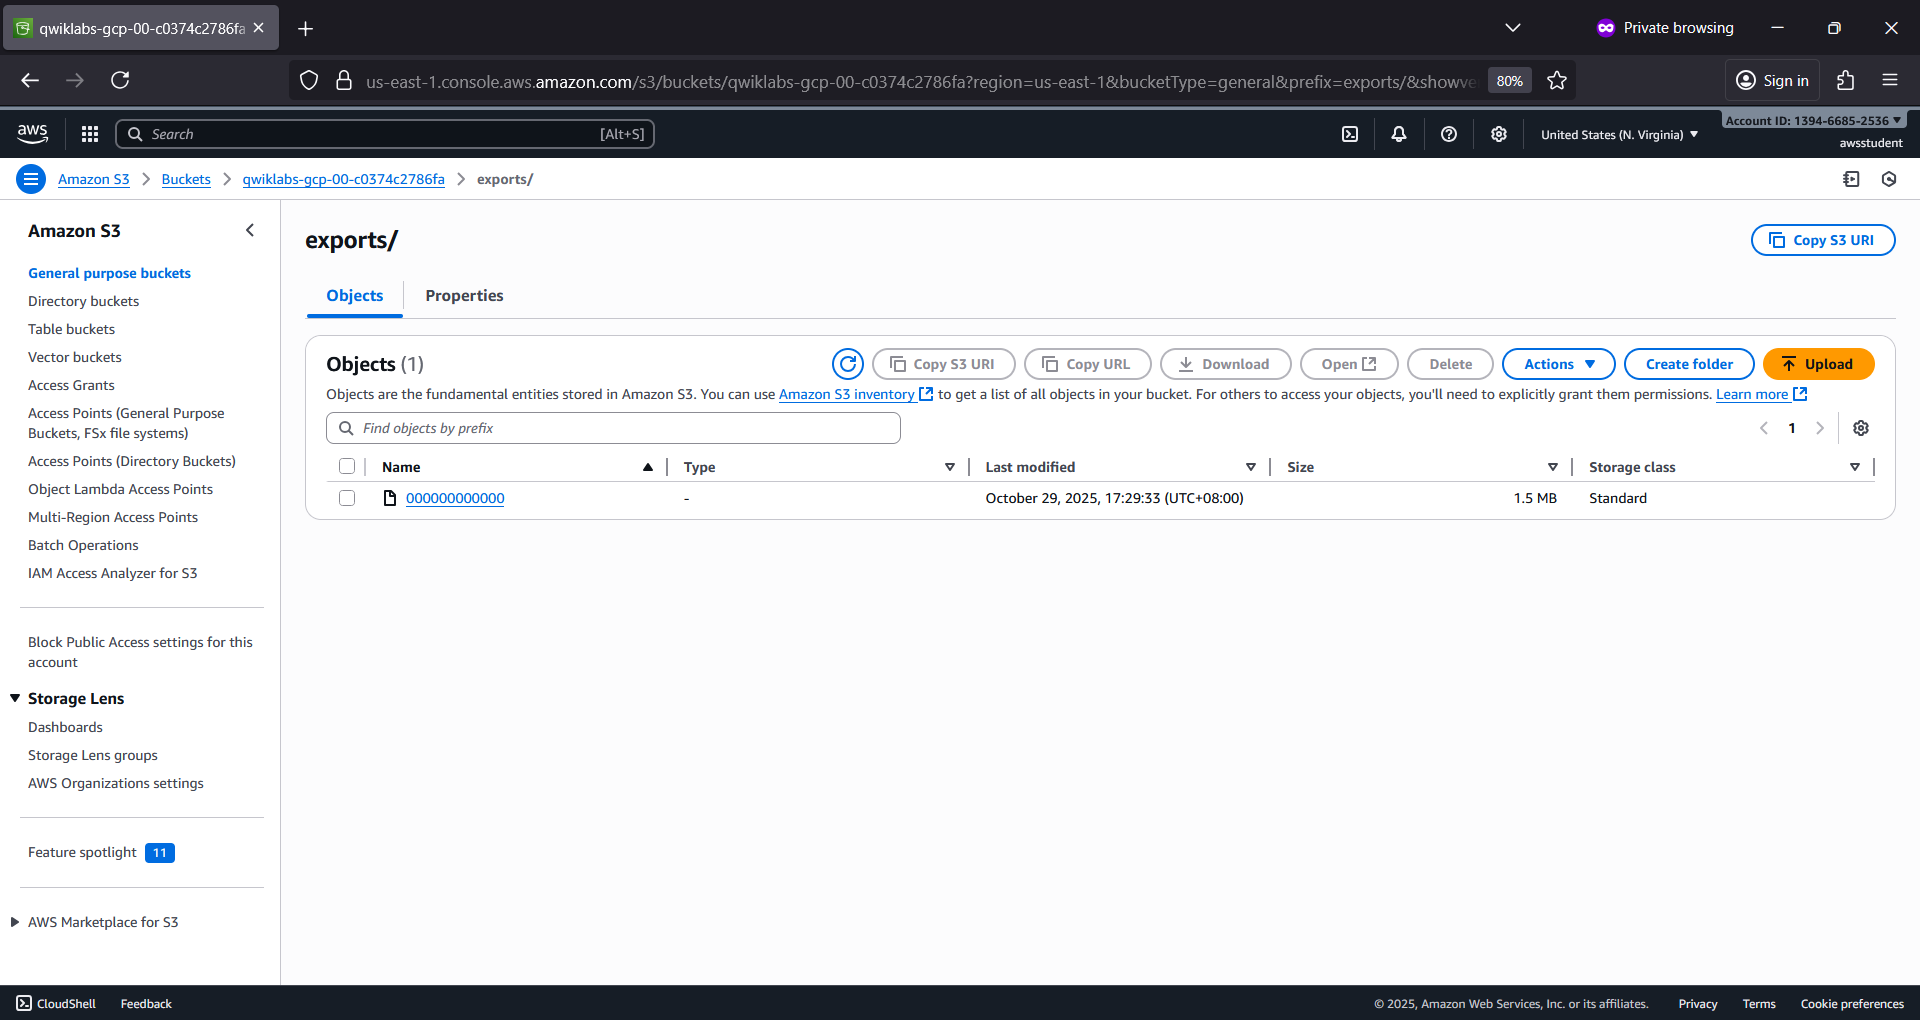 qwiklabs-gcp-00-c0374c2786fa
Private browsing
us-east-1.console.aws.amazon.com/s3/buckets/qwiklabs-gcp-00-c0374c2786fa?region=us-east-1&bucketType=general&prefix=exports/&showve
80%
Sign in
aws
Search
[Alt+S]
United States (N. Virginia)
Account ID: 1394-6685-2536
awsstudent
Amazon S3
Buckets
qwiklabs-gcp-00-c0374c2786fa
exports/
Amazon S3
General purpose buckets
Directory buckets
Table buckets
Vector buckets
Access Grants
Access Points (General Purpose
Buckets, FSx file systems)
Access Points (Directory Buckets)
Object Lambda Access Points
Multi-Region Access Points
Batch Operations
IAM Access Analyzer for S3
Block Public Access settings for this
account
Storage Lens
Dashboards
Storage Lens groups
AWS Organizations settings
Feature spotlight 11
AWS Marketplace for S3
exports/
Copy S3 URI
Objects
Properties
Objects (1)
Copy S3 URI
Copy URL
Download
Open
Delete
Actions
Create folder
Upload
Objects are the fundamental entities stored in Amazon S3. You can use Amazon S3 inventory to get a list of all objects in your bucket. For others to access your objects, you'll need to explicitly grant them permissions. Learn more
Find objects by prefix
1
Name Type Last modified Size Storage class
000000000000 - October 29, 2025, 17:29:33 (UTC+08:00) 1.5 MB Standard
CloudShell
Feedback
© 2025, Amazon Web Services, Inc. or its affiliates.
Privacy
Terms
Cookie preferences